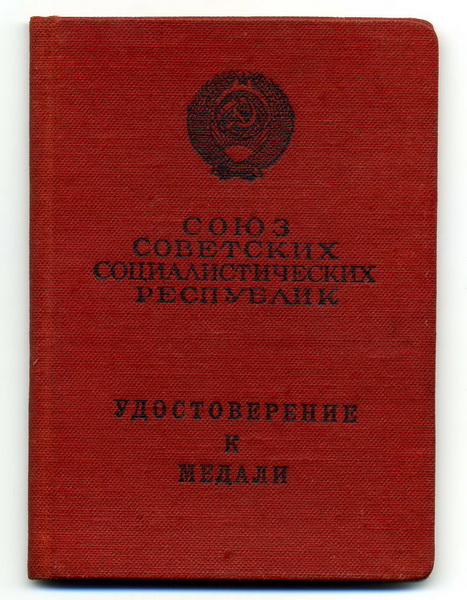 СОЮЗ
СОВЕТСКИХ
СОЦИАЛИСТИЧЕСКИХ
РЕСПУБЛИК
УДОСТОВЕРЕНИЕ
К
МЕДАЛИ